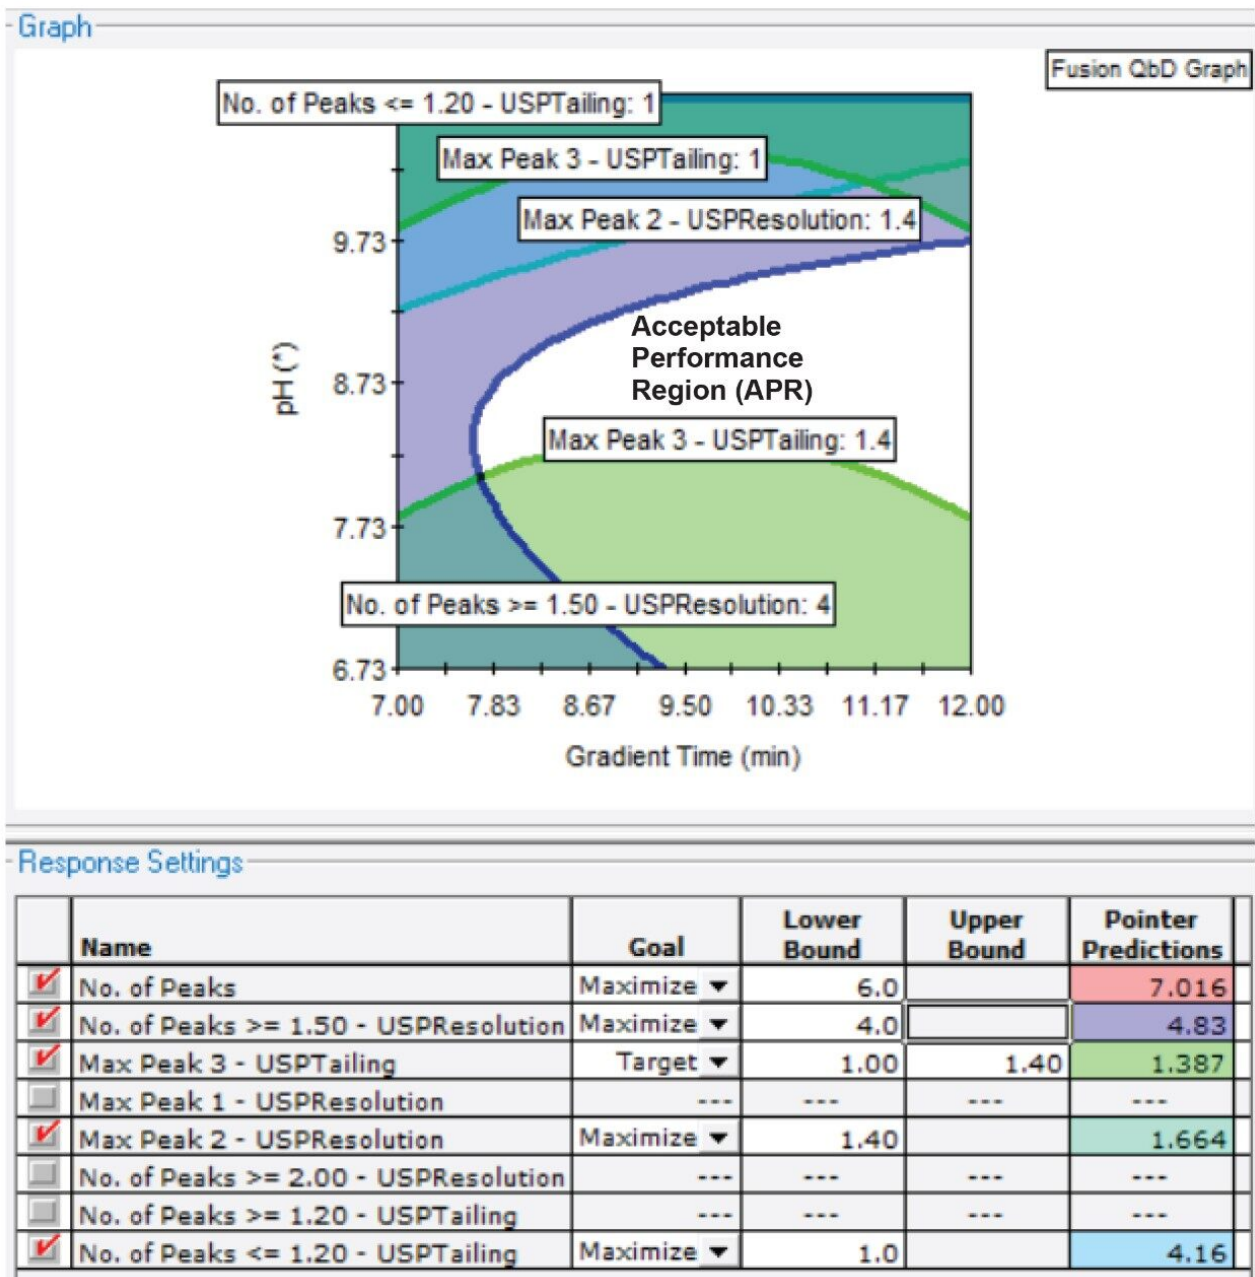 Graph
Fusion QbD Graph
No. of Peaks <= 1.20 - USPTailing: 1
Max Peak 3 - USPTailing: 1
Max Peak 2 - USPResolution: 1.4
9.73
Acceptable
Performance
Region (APR)
pH (*)
8.73
Max Peak 3 - USPTailing: 1.4
7.73
No. of Peaks >= 1.50 - USPResolution: 4
6.73
7.00 7.83 8.67 9.50 10.33 11.17 12.00
Gradient Time (min)
Response Settings
Name Goal Lower Bound Upper Bound Pointer Predictions
No. of Peaks Maximize 6.0 7.016
No. of Peaks >= 1.50 - USPResolution Maximize 4.0 4.83
Max Peak 3 - USPTailing Target 1.00 1.40 1.387
Max Peak 1 - USPResolution --- --- --- ---
Max Peak 2 - USPResolution Maximize 1.40 1.664
No. of Peaks >= 2.00 - USPResolution --- --- --- ---
No. of Peaks >= 1.20 - USPTailing --- --- --- ---
No. of Peaks <= 1.20 - USPTailing Maximize 1.0 4.16